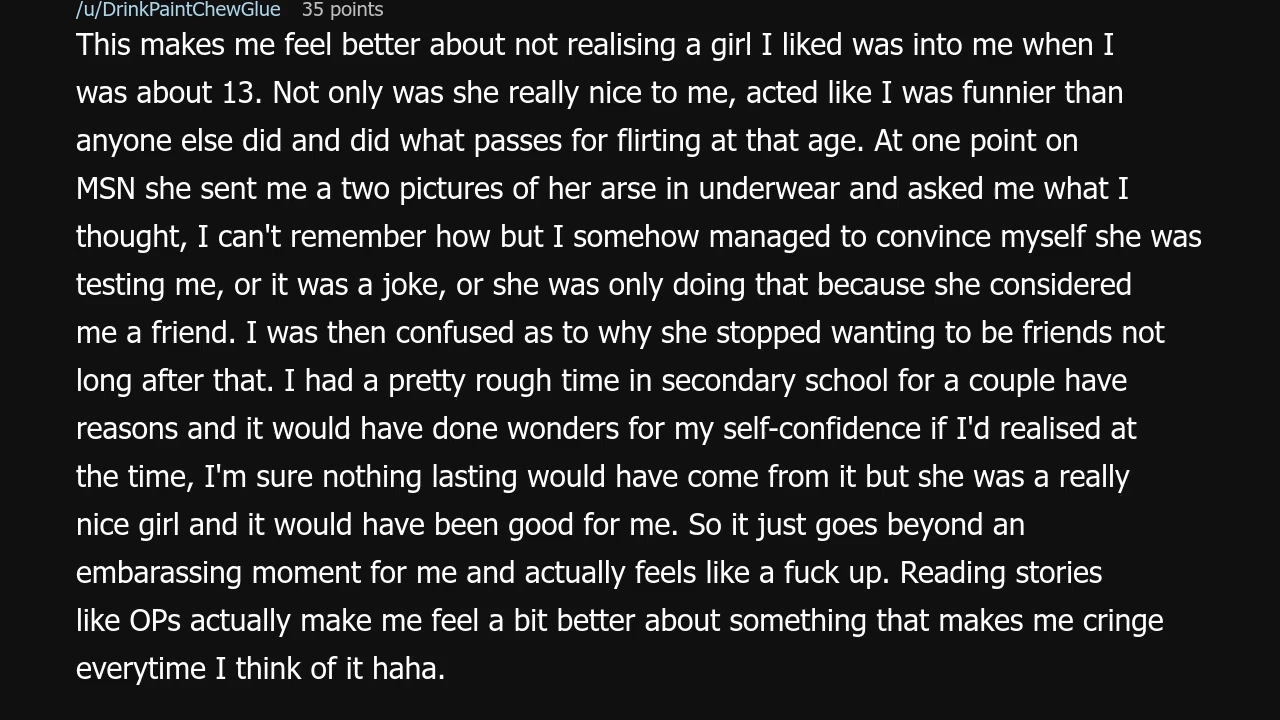 /u/DrinkPaintChewGlue 35 points
This makes me feel better about not realising a girl I liked was into me when I
was about 13. Not only was she really nice to me, acted like I was funnier than
anyone else did and did what passes for flirting at that age. At one point on
MSN she sent me a two pictures of her arse in underwear and asked me what I
thought, I can't remember how but I somehow managed to convince myself she was
testing me, or it was a joke, or she was only doing that because she considered
me a friend. I was then confused as to why she stopped wanting to be friends not
long after that. I had a pretty rough time in secondary school for a couple have
reasons and it would have done wonders for my self-confidence if I'd realised at
the time, I'm sure nothing lasting would have come from it but she was a really
nice girl and it would have been good for me. So it just goes beyond an
embarassing moment for me and actually feels like a fuck up. Reading stories
like OPs actually make me feel a bit better about something that makes me cringe
everytime I think of it haha.